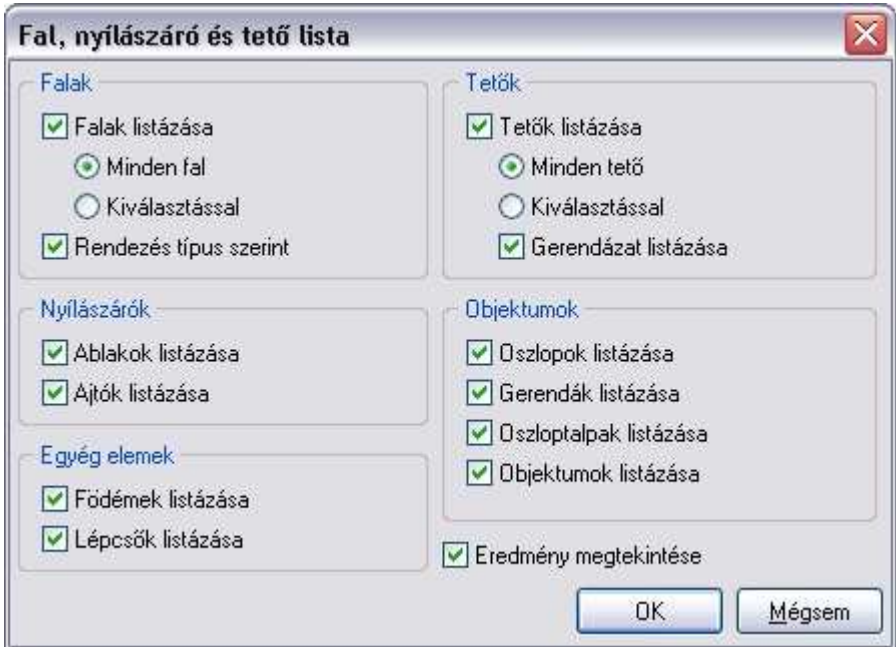 Fal, nyílászáró és tető lista
Falak
Falak listázása
Minden fal
Kiválasztással
Rendezés típus szerint
Nyílászárók
Ablakok listázása
Ajtók listázása
Egyég elemek
Födémek listázása
Lépcsők listázása
Tetők
Tetők listázása
Minden tető
Kiválasztással
Gerendázat listázása
Objektumok
Oszlopok listázása
Gerendák listázása
Oszloptalpak listázása
Objektumok listázása
Eredmény megtekintése
OK
Mégsem